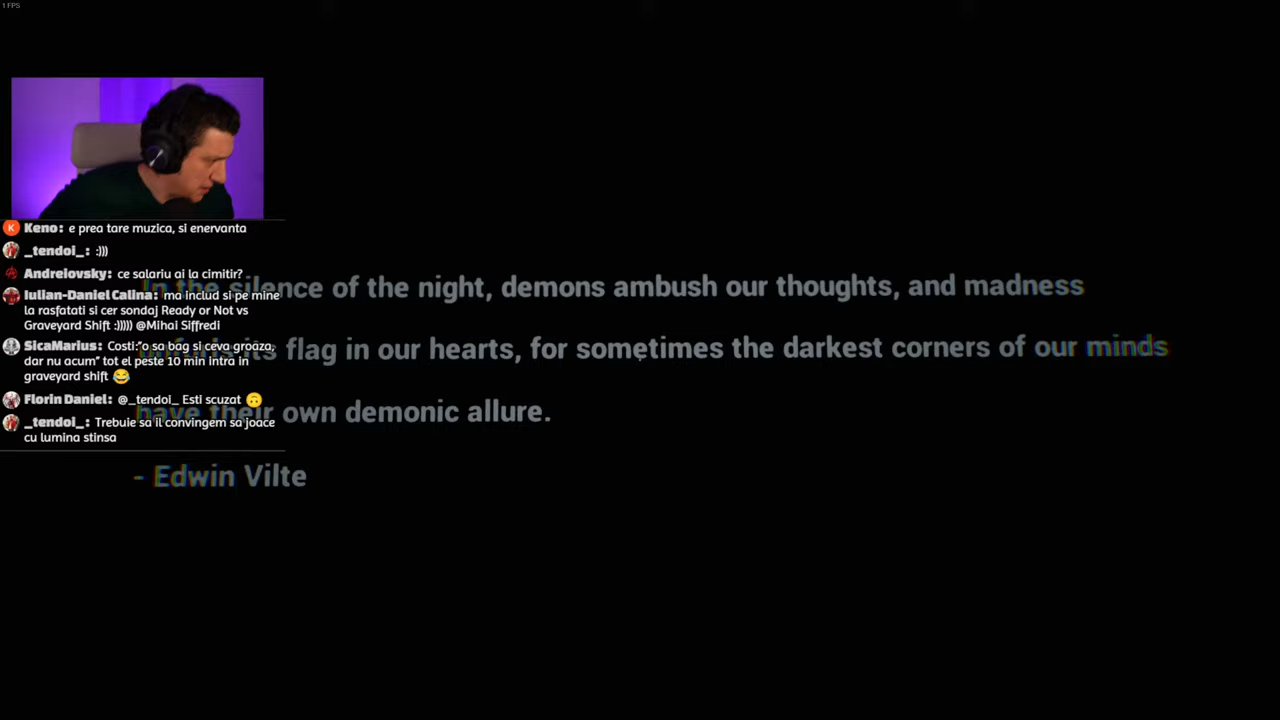 1 FPS
Keno: e prea tare muzica, si enervanta
_tendoi_: :)))
Andreiovsky: ce salariu ai la cimitir?
Iulian-Daniel Calina: ma includ si pe mine
la rasfatati si cer sondaj Ready or Not vs
Graveyard Shift :))))) @Mihai Siffredi
SicaMarius: Costi:"o sa bag si ceva groaza,
dar nu acum" tot el peste 10 min intra in
graveyard shift 😂
Florin Daniel: @_tendoi_ Esti scuzat 🙃
_tendoi_: Trebuie sa il convingem sa joace
cu lumina stinsa
In the silence of the night, demons ambush our thoughts, and madness
its flag in our hearts, for sometimes the darkest corners of our minds
have their own demonic allure.
- Edwin Vilte